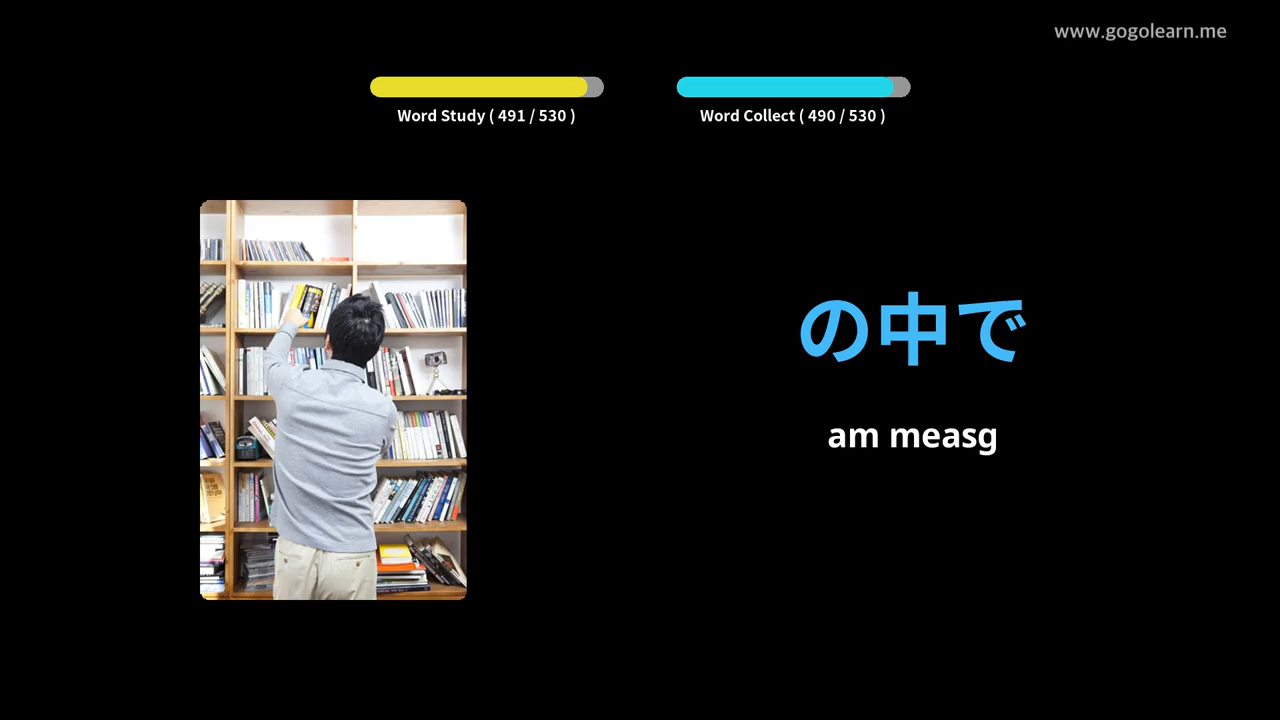 www.gogolearn.me
Word Study ( 491 / 530 )
Word Collect ( 490 / 530 )
の中で
am measg